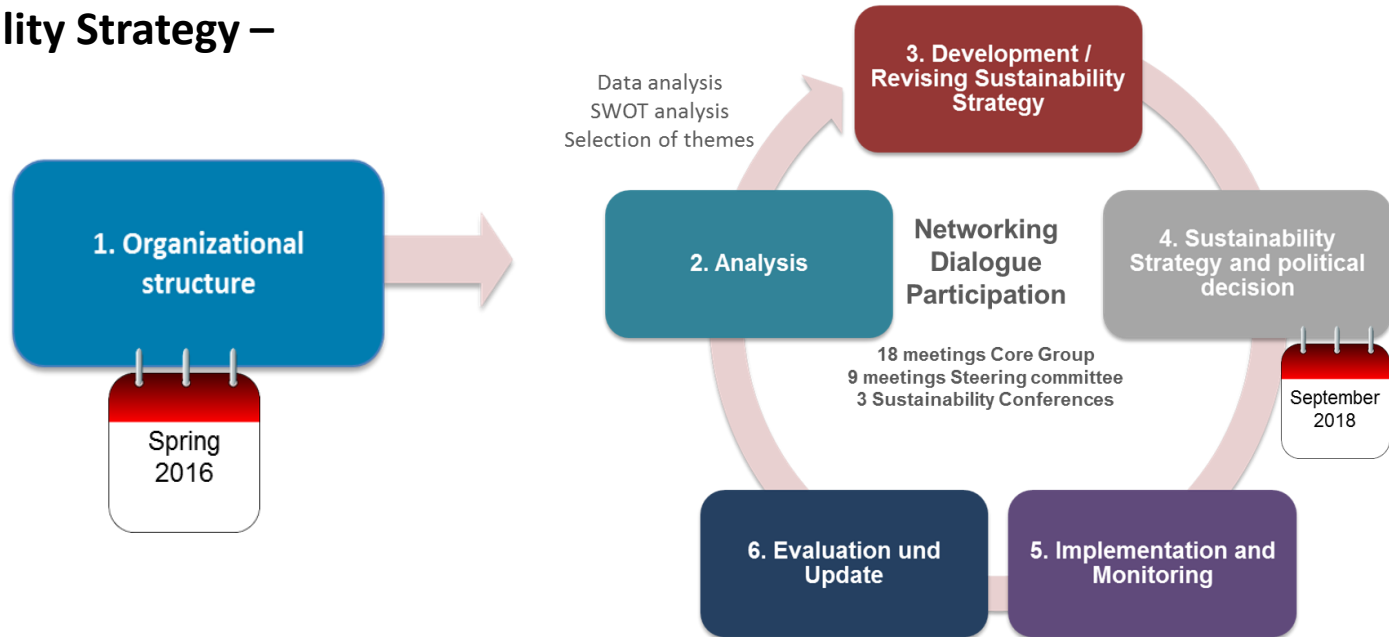 lity Strategy –
1. Organizational
structure
Spring
2016
Data analysis
SWOT analysis
Selection of themes
3. Development /
Revising Sustainability
Strategy
2. Analysis
Networking
Dialogue
Participation
18 meetings Core Group
9 meetings Steering committee
3 Sustainability Conferences
4. Sustainability
Strategy and political
decision
September
2018
6. Evaluation und
Update
5. Implementation and
Monitoring